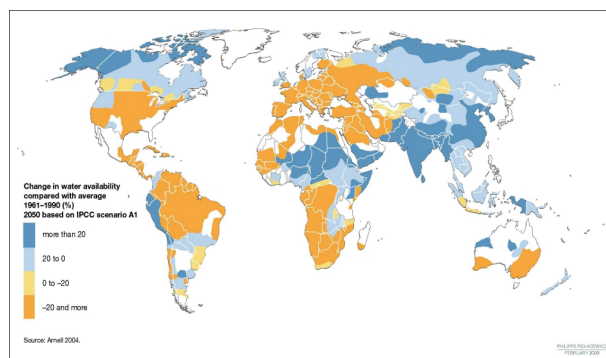 Change in water availability
compared with average
1961–1990 (%)
2050 based on IPCC scenario A1
more than 20
20 to 0
0 to –20
–20 and more
Source: Arnell 2004.
PHILIPPE REKACEWICZ
FEBRUARY 2006